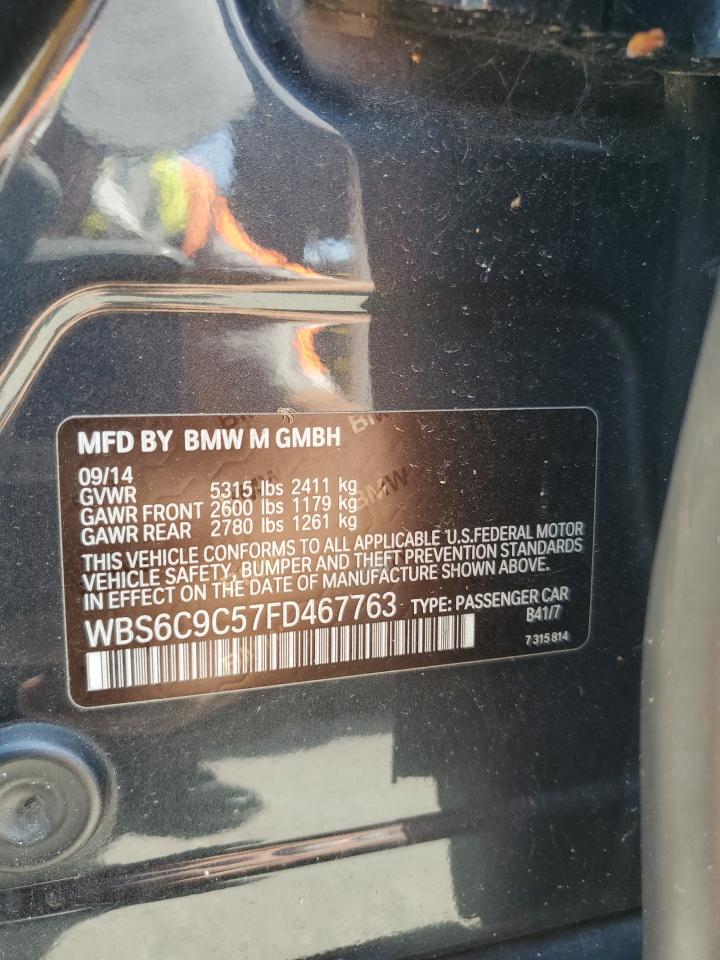 MFD BY BMW M GMBH
09/14
GVWR 5315 lbs 2411 kg
GAWR FRONT 2600 lbs 1179 kg
GAWR REAR 2780 lbs 1261 kg
THIS VEHICLE CONFORMS TO ALL APPLICABLE U.S.FEDERAL MOTOR
VEHICLE SAFETY, BUMPER AND THEFT PREVENTION STANDARDS
IN EFFECT ON THE DATE OF MANUFACTURE SHOWN ABOVE.
WBS6C9C57FD467763 TYPE: PASSENGER CAR
B41/7
7 315 814